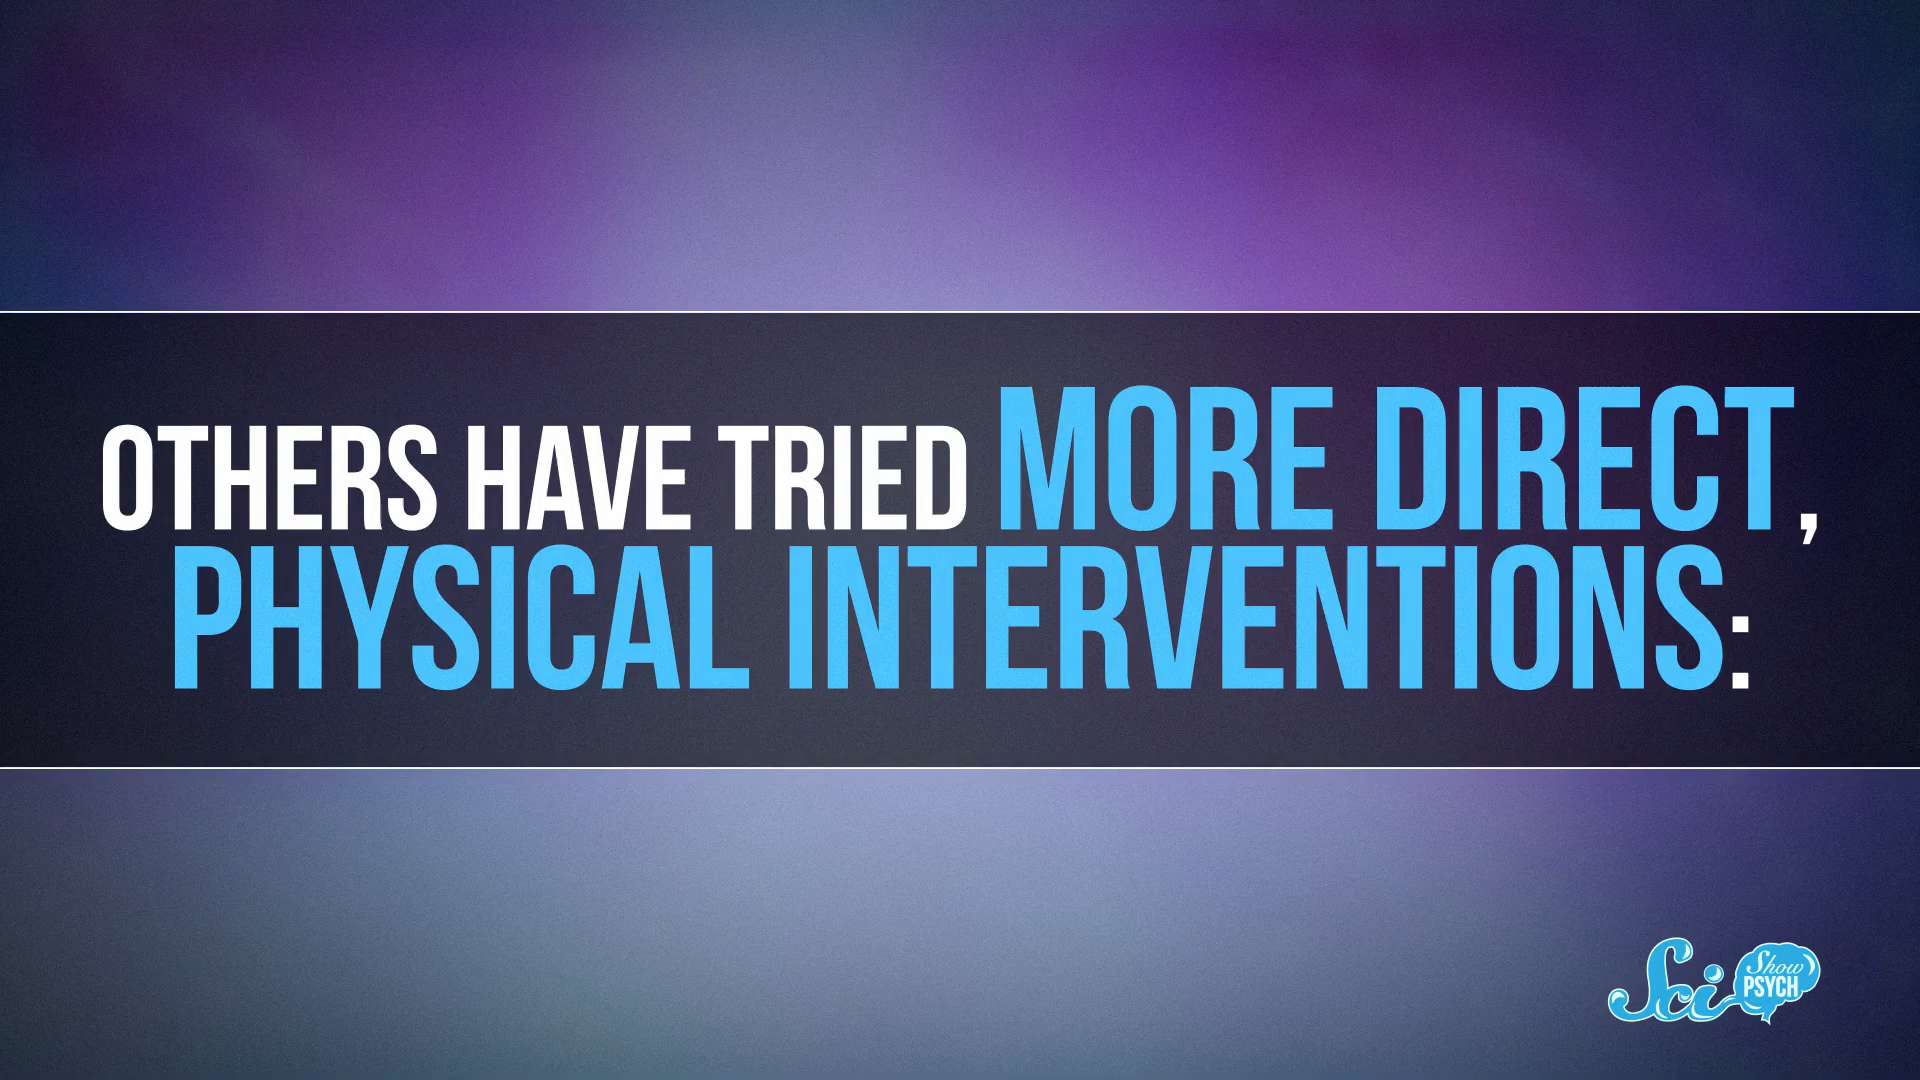 OTHERS HAVE TRIED MORE DIRECT,
PHYSICAL INTERVENTIONS:
Sci Show
PSYCH